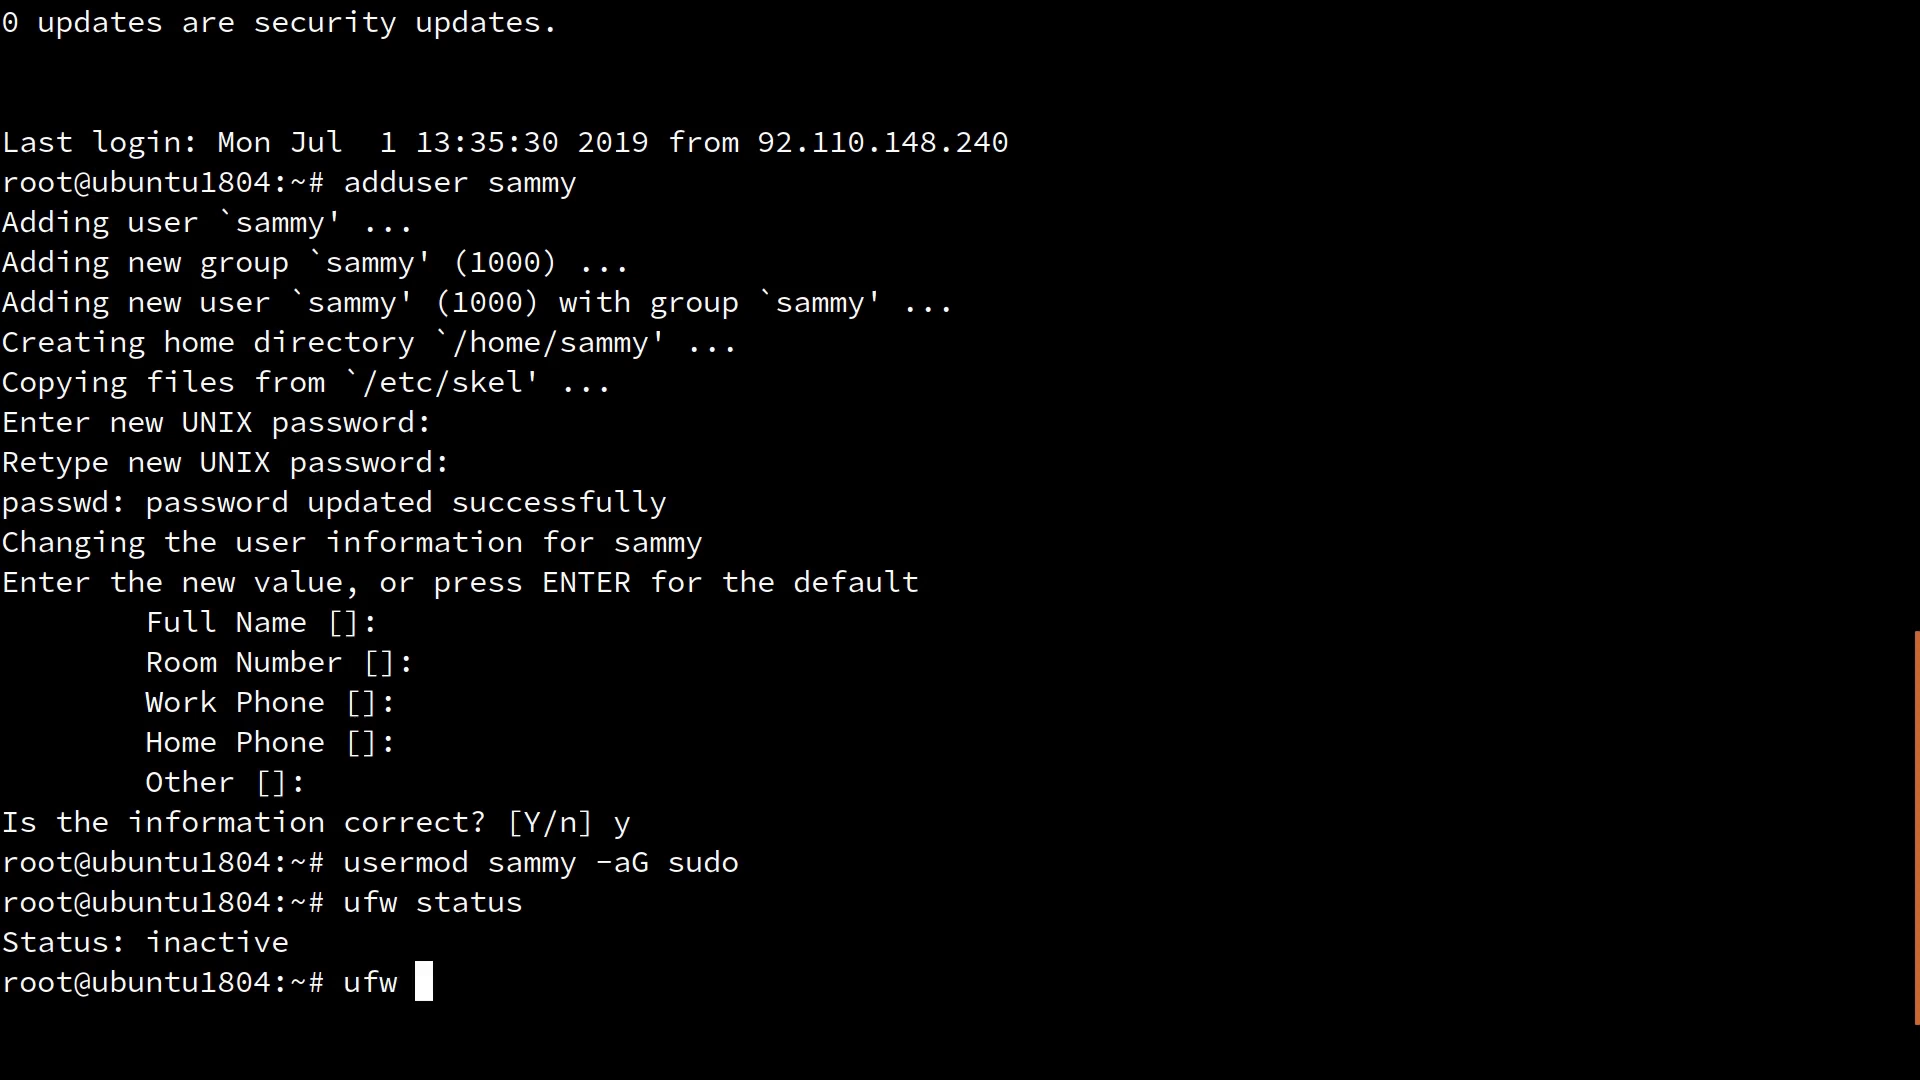 0 updates are security updates.
Last login: Mon Jul  1 13:35:30 2019 from 92.110.148.240
root@ubuntu1804:~# adduser sammy
Adding user `sammy' ...
Adding new group `sammy' (1000) ...
Adding new user `sammy' (1000) with group `sammy' ...
Creating home directory `/home/sammy' ...
Copying files from `/etc/skel' ...
Enter new UNIX password:
Retype new UNIX password:
passwd: password updated successfully
Changing the user information for sammy
Enter the new value, or press ENTER for the default
        Full Name []:
        Room Number []:
        Work Phone []:
        Home Phone []:
        Other []:
Is the information correct? [Y/n] y
root@ubuntu1804:~# usermod sammy -aG sudo
root@ubuntu1804:~# ufw status
Status: inactive
root@ubuntu1804:~# ufw